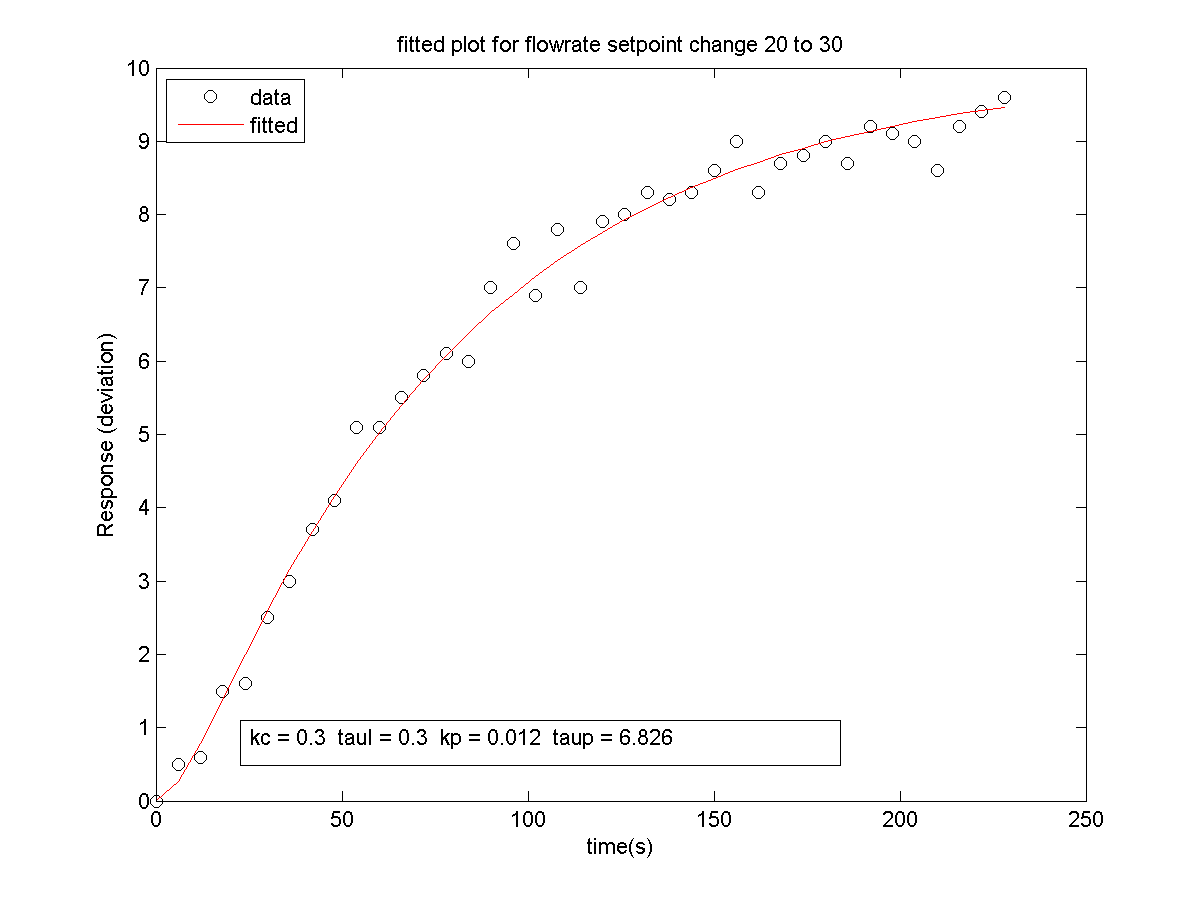 fitted plot for flowrate setpoint change 20 to 30
10
9
8
7
6
5
4
3
2
1
0
data
fitted
Response (deviation)
kc = 0.3 tauI = 0.3 kp = 0.012 taup = 6.826
0 50 100 150 200 250
time(s)